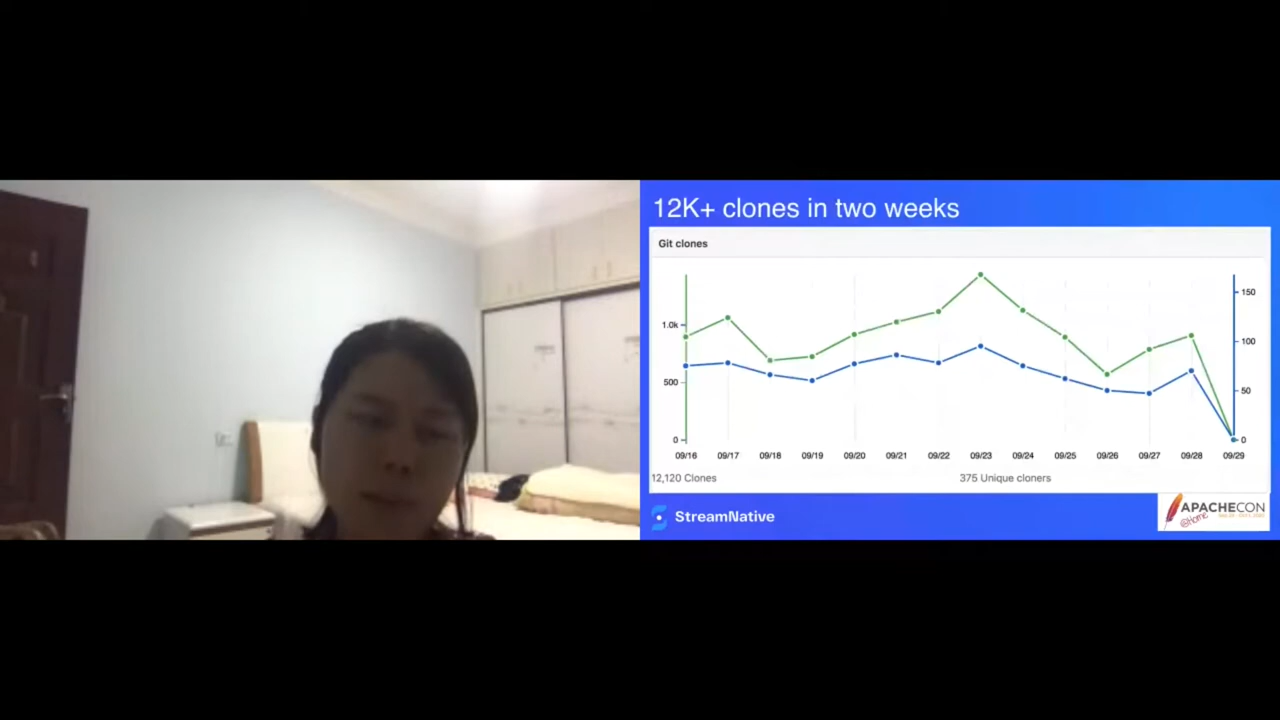 12K+ clones in two weeks
Git clones
1.0k
500
0
150
100
50
0
09/16 09/17 09/18 09/19 09/20 09/21 09/22 09/23 09/24 09/25 09/26 09/27 09/28 09/29
12,120 Clones
375 Unique cloners
StreamNative
APACHECON
@Home